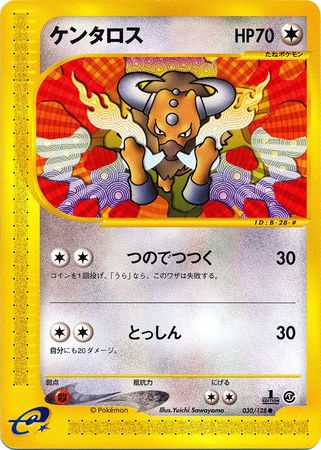 ケンタロス HP70
たねポケモン
ID:B-28-#
つのでつつく 30
コインを1回投げ、「うら」なら、このワザは失敗する。
とっしん 30
自分にも20ダメージ。
弱点 抵抗力 にげる
©Pokémon Illus.Yuichi Sawayama 030/128 1 EDITION
e